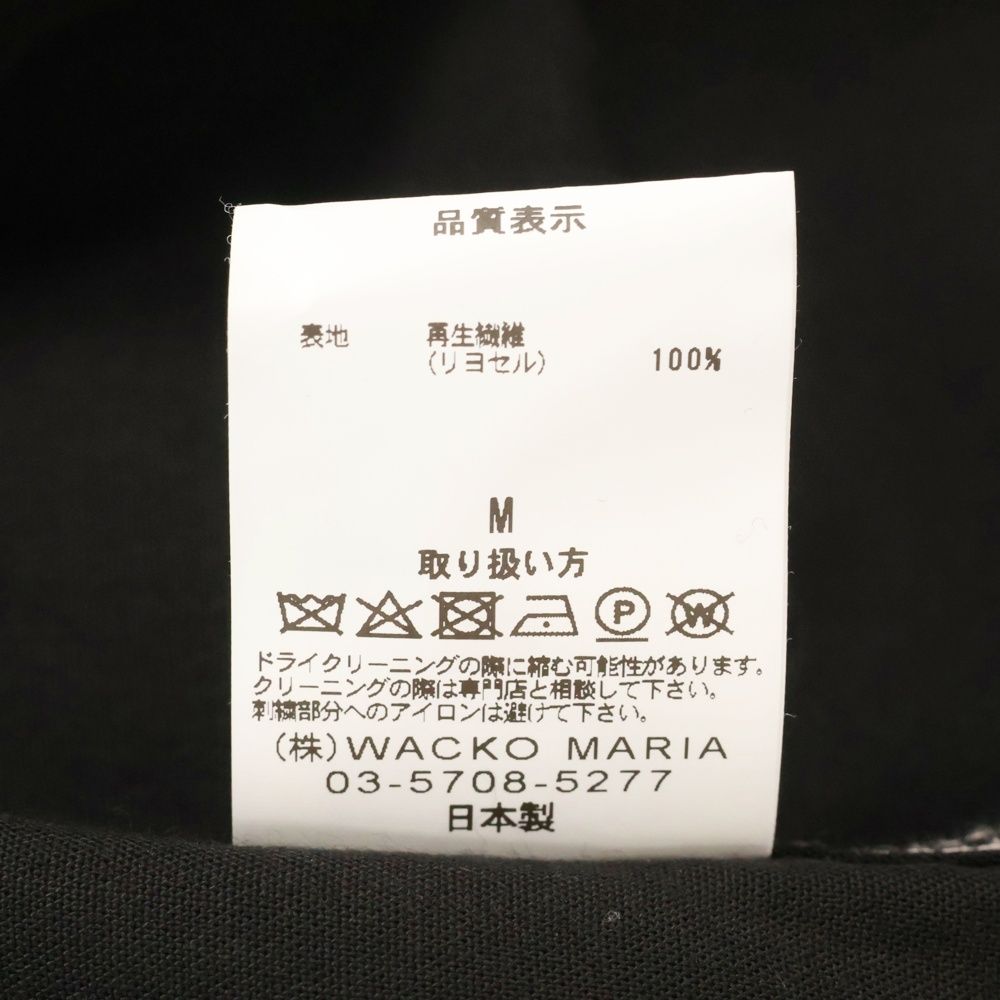 品質表示
表地 再生繊維
(リヨセル) 100%
M
取り扱い方
P W
ドライクリーニングの際に縮む可能性があります。
クリーニングの際は専門店と相談して下さい。
刺繍部分へのアイロンは避けて下さい。
(株)WACKO MARIA
03-5708-5277
日本製